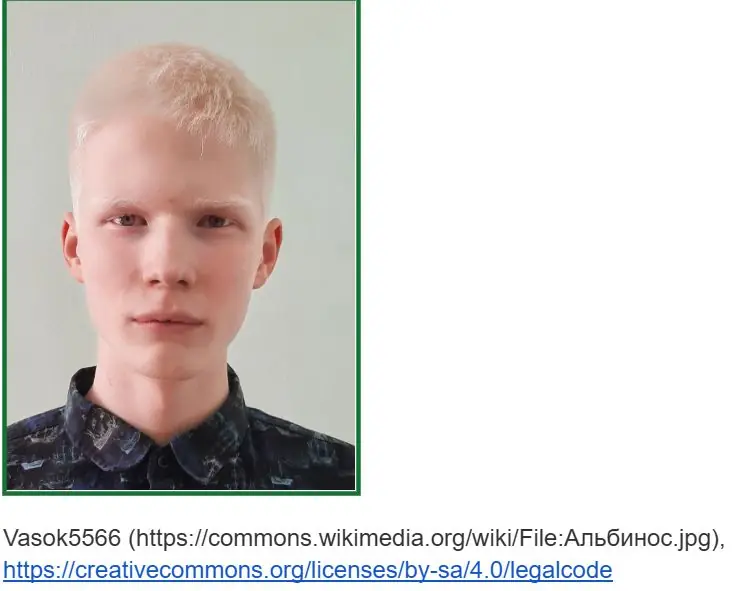 Vasok5566 (https://commons.wikimedia.org/wiki/File:Альбинос.jpg),
https://creativecommons.org/licenses/by-sa/4.0/legalcode